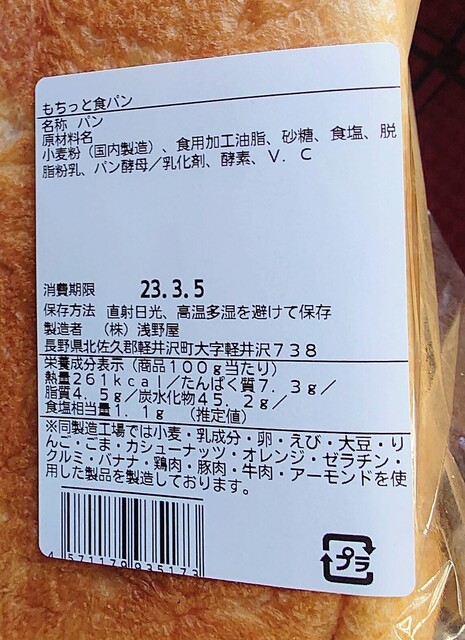 もちっと食パン
名称 パン
原材料名
小麦粉（国内製造）、食用加工油脂、砂糖、食塩、脱
脂粉乳、パン酵母／乳化剤、酵素、V．C
消費期限 23.3.5
保存方法 直射日光、高温多湿を避けて保存
製造者 （株）浅野屋
長野県北佐久郡軽井沢町大字軽井沢７３８
栄養成分表示（商品１００ｇ当たり）
熱量２６１ｋｃａｌ／たんぱく質７．３ｇ／
脂質４．５ｇ／炭水化物４５．２ｇ／
食塩相当量１．１ｇ （推定値）
※同製造工場では小麦・乳成分・卵・えび・大豆・り
んご・ごま・カシューナッツ・オレンジ・ゼラチン・
クルミ・バナナ・鶏肉・豚肉・牛肉・アーモンドを使
用した製品を製造しております。
4571179935173
プラ